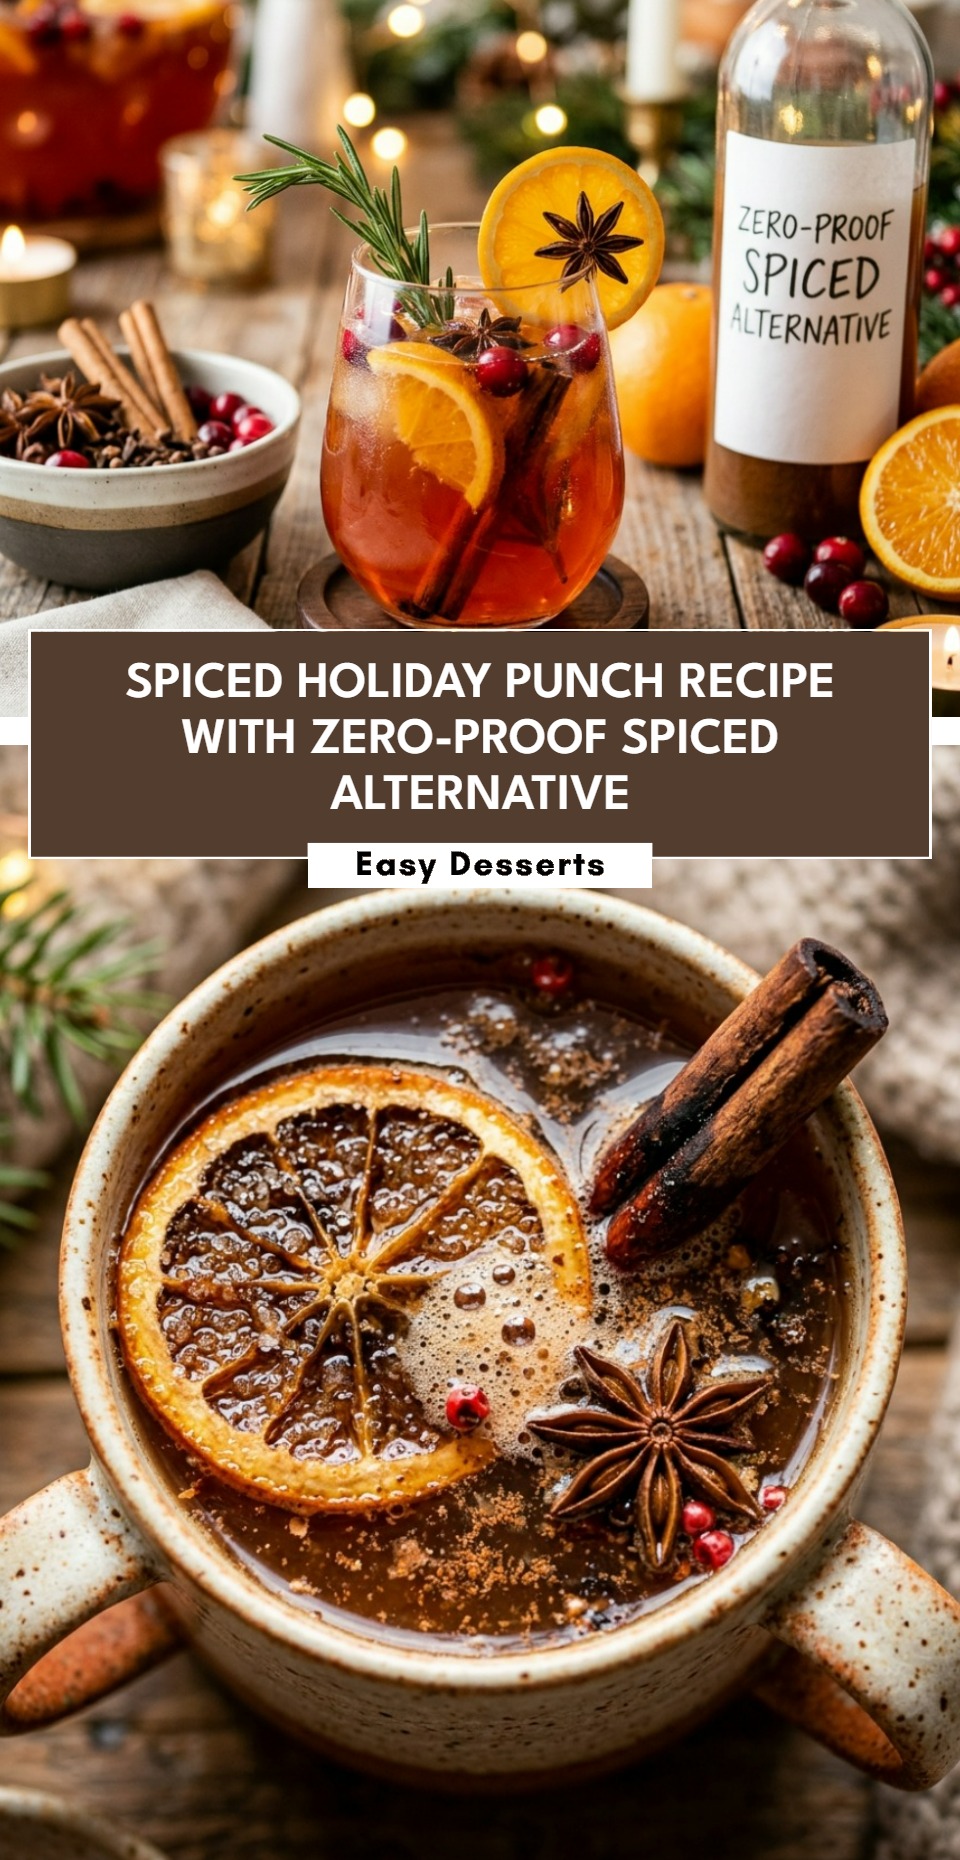 ZERO-PROOF
SPICED
ALTERNATIVE
SPICED HOLIDAY PUNCH RECIPE
WITH ZERO-PROOF SPICED
ALTERNATIVE
Easy Desserts